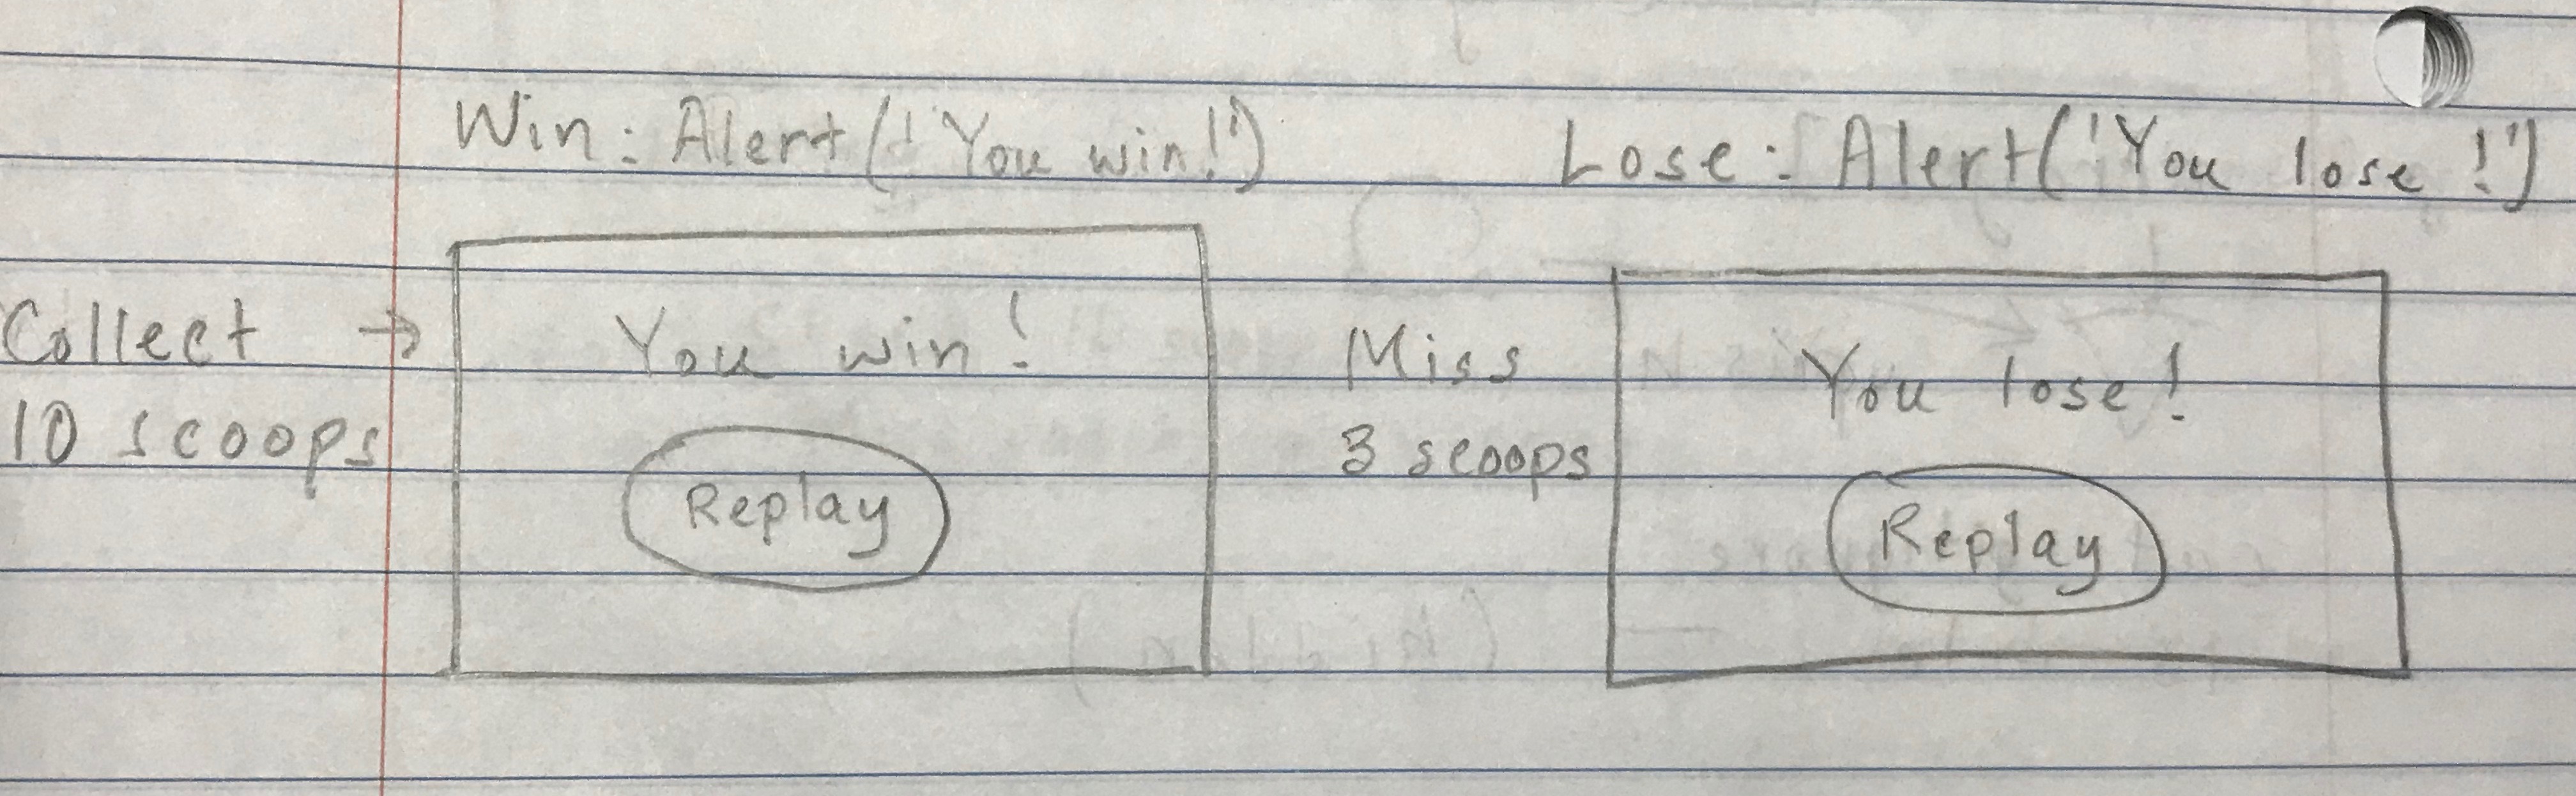 Win: Alert('You win!')
Lose: Alert('You lose!')
Collect →
10 scoops
You win!
Replay
Miss
3 scoops
You lose!
Replay